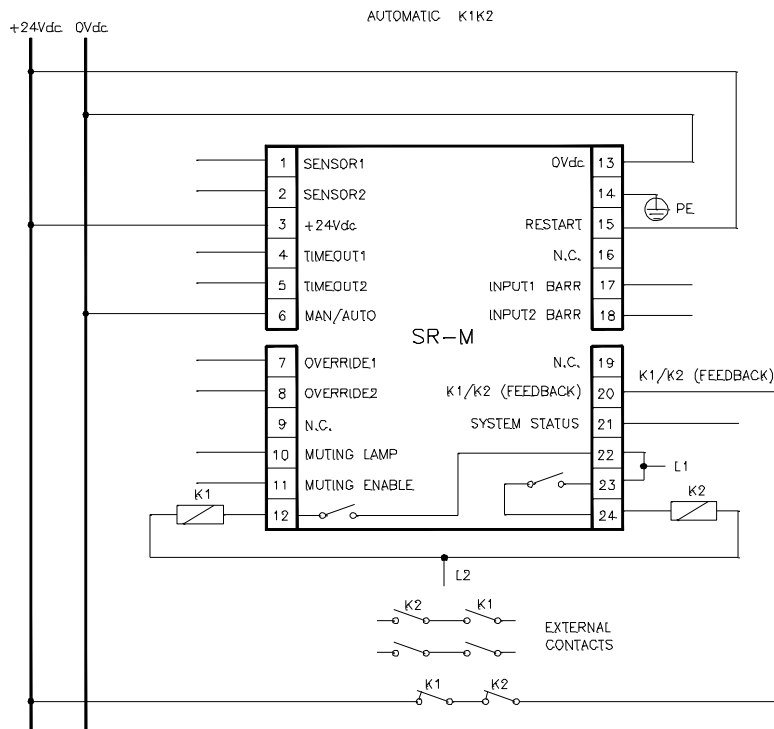 AUTOMATIC K1K2
+24Vdc 0Vdc
1 SENSOR1
2 SENSOR2
3 +24Vdc
4 TIMEOUT1
5 TIMEOUT2
6 MAN/AUTO
0Vdc 13
14 PE
RESTART 15
N.C. 16
INPUT1 BARR 17
INPUT2 BARR 18
SR-M
7 OVERRIDE1
8 OVERRIDE2
9 N.C.
10 MUTING LAMP
11 MUTING ENABLE
12
N.C. 19
K1/K2 (FEEDBACK) 20
K1/K2 (FEEDBACK)
SYSTEM STATUS 21
22
23
24
L1
K1
K2
L2
K2 K1
EXTERNAL
CONTACTS
K1 K2